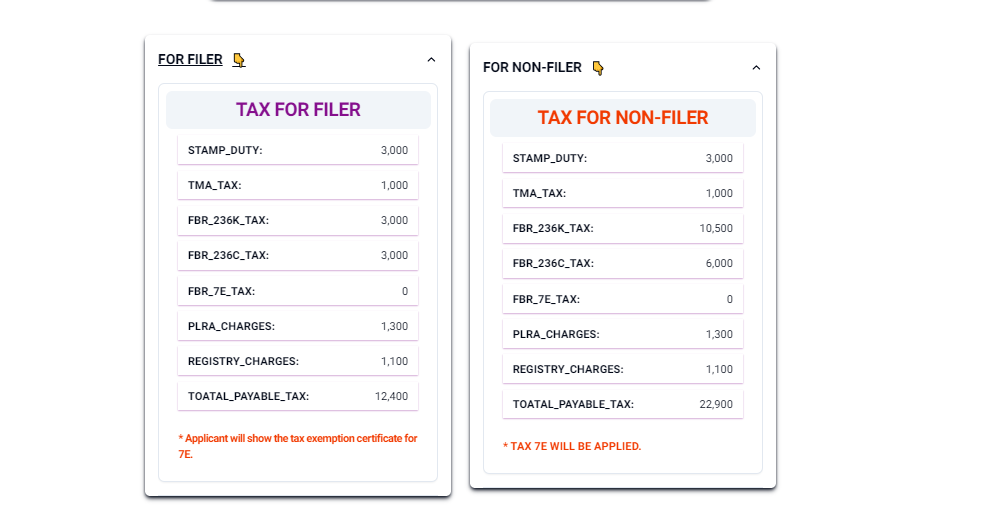 FOR FILER
TAX FOR FILER
STAMP_DUTY: 3,000
TMA_TAX: 1,000
FBR_236K_TAX: 3,000
FBR_236C_TAX: 3,000
FBR_7E_TAX: 0
PLRA_CHARGES: 1,300
REGISTRY_CHARGES: 1,100
TOATAL_PAYABLE_TAX: 12,400
* Applicant will show the tax exemption certificate for
7E.
FOR NON-FILER
TAX FOR NON-FILER
STAMP_DUTY: 3,000
TMA_TAX: 1,000
FBR_236K_TAX: 10,500
FBR_236C_TAX: 6,000
FBR_7E_TAX: 0
PLRA_CHARGES: 1,300
REGISTRY_CHARGES: 1,100
TOATAL_PAYABLE_TAX: 22,900
* TAX 7E WILL BE APPLIED.